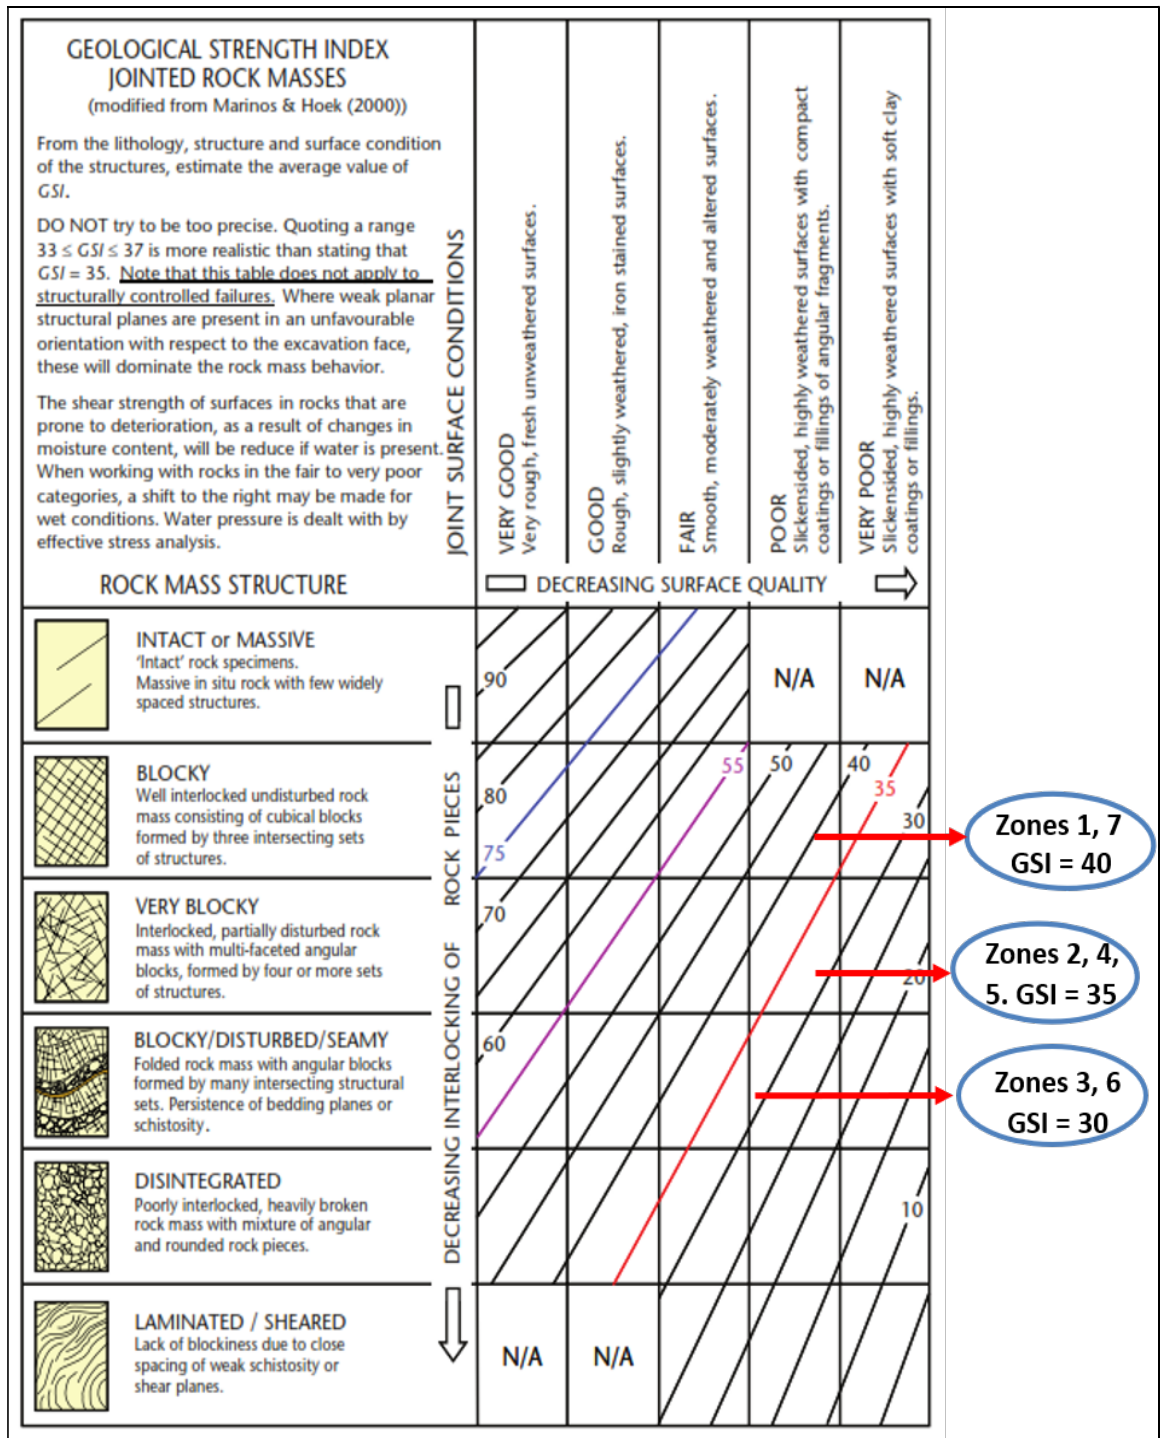 GEOLOGICAL STRENGTH INDEX
JOINTED ROCK MASSES
(modified from Marinos & Hoek (2000))
From the lithology, structure and surface condition
of the structures, estimate the average value of
GSI.
DO NOT try to be too precise. Quoting a range
33 ≤ GSI ≤ 37 is more realistic than stating that
GSI = 35. Note that this table does not apply to
structurally controlled failures. Where weak planar
structural planes are present in an unfavourable
orientation with respect to the excavation face,
these will dominate the rock mass behavior.
The shear strength of surfaces in rocks that are
prone to deterioration, as a result of changes in
moisture content, will be reduce if water is present.
When working with rocks in the fair to very poor
categories, a shift to the right may be made for
wet conditions. Water pressure is dealt with by
effective stress analysis.
ROCK MASS STRUCTURE
JOINT SURFACE CONDITIONS
VERY GOOD
Very rough, fresh unweathered surfaces.
GOOD
Rough, slightly weathered, iron stained surfaces.
FAIR
Smooth, moderately weathered and altered surfaces.
POOR
Slickensided, highly weathered surfaces with compact
coatings or fillings of angular fragments.
VERY POOR
Slickensided, highly weathered surfaces with soft clay
coatings or fillings.
DECREASING SURFACE QUALITY
DECREASING INTERLOCKING OF ROCK PIECES
INTACT or MASSIVE
'Intact' rock specimens.
Massive in situ rock with few widely
spaced structures.
90
N/A
N/A
BLOCKY
Well interlocked undisturbed rock
mass consisting of cubical blocks
formed by three intersecting sets
of structures.
80
75
55
50
40
35
30
Zones 1, 7
GSI = 40
VERY BLOCKY
Interlocked, partially disturbed rock
mass with multi-faceted angular
blocks, formed by four or more sets
of structures.
70
20
Zones 2, 4,
5. GSI = 35
BLOCKY/DISTURBED/SEAMY
Folded rock mass with angular blocks
formed by many intersecting structural
sets. Persistence of bedding planes or
schistosity.
60
Zones 3, 6
GSI = 30
DISINTEGRATED
Poorly interlocked, heavily broken
rock mass with mixture of angular
and rounded rock pieces.
10
LAMINATED / SHEARED
Lack of blockiness due to close
spacing of weak schistosity or
shear planes.
N/A
N/A